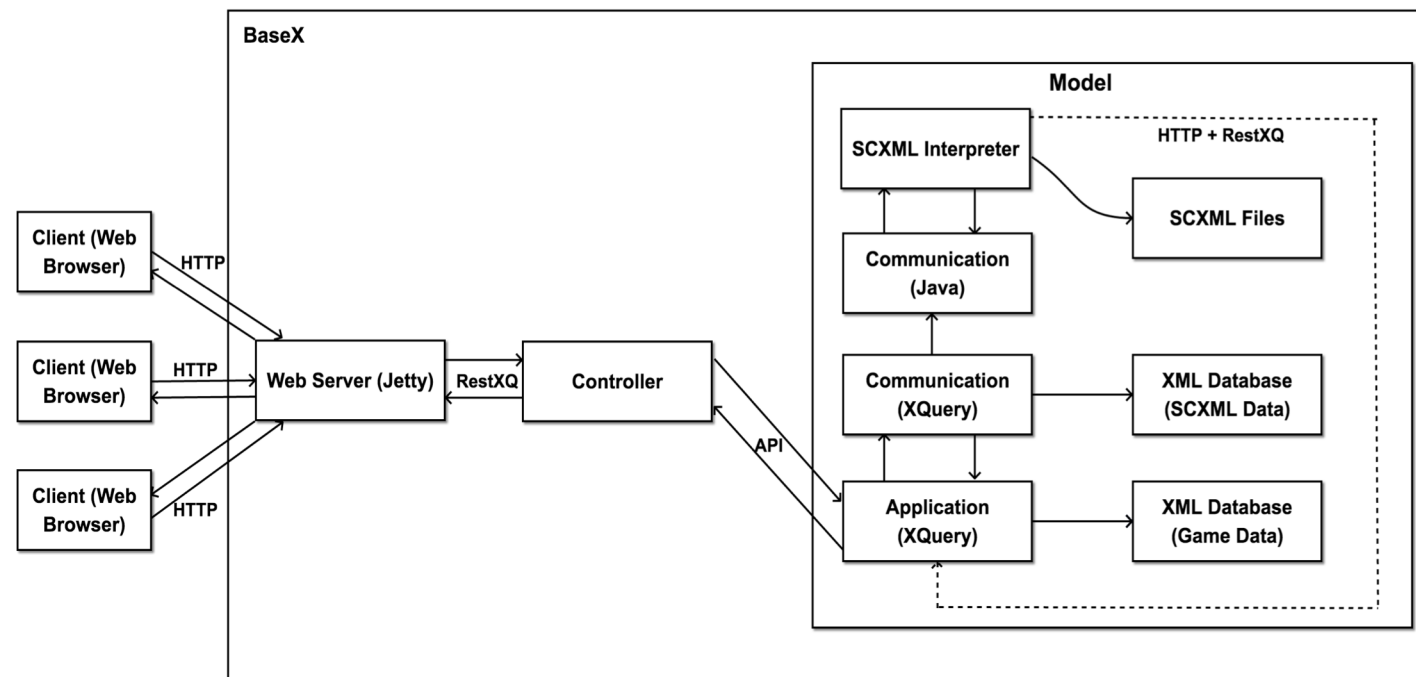 BaseX
Model
SCXML Interpreter
HTTP + RestXQ
SCXML Files
Client (Web
Browser)
HTTP
Communication
(Java)
Client (Web
Browser)
HTTP
Web Server (Jetty)
RestXQ
Controller
Communication
(XQuery)
XML Database
(SCXML Data)
API
Client (Web
Browser)
HTTP
Application
(XQuery)
XML Database
(Game Data)